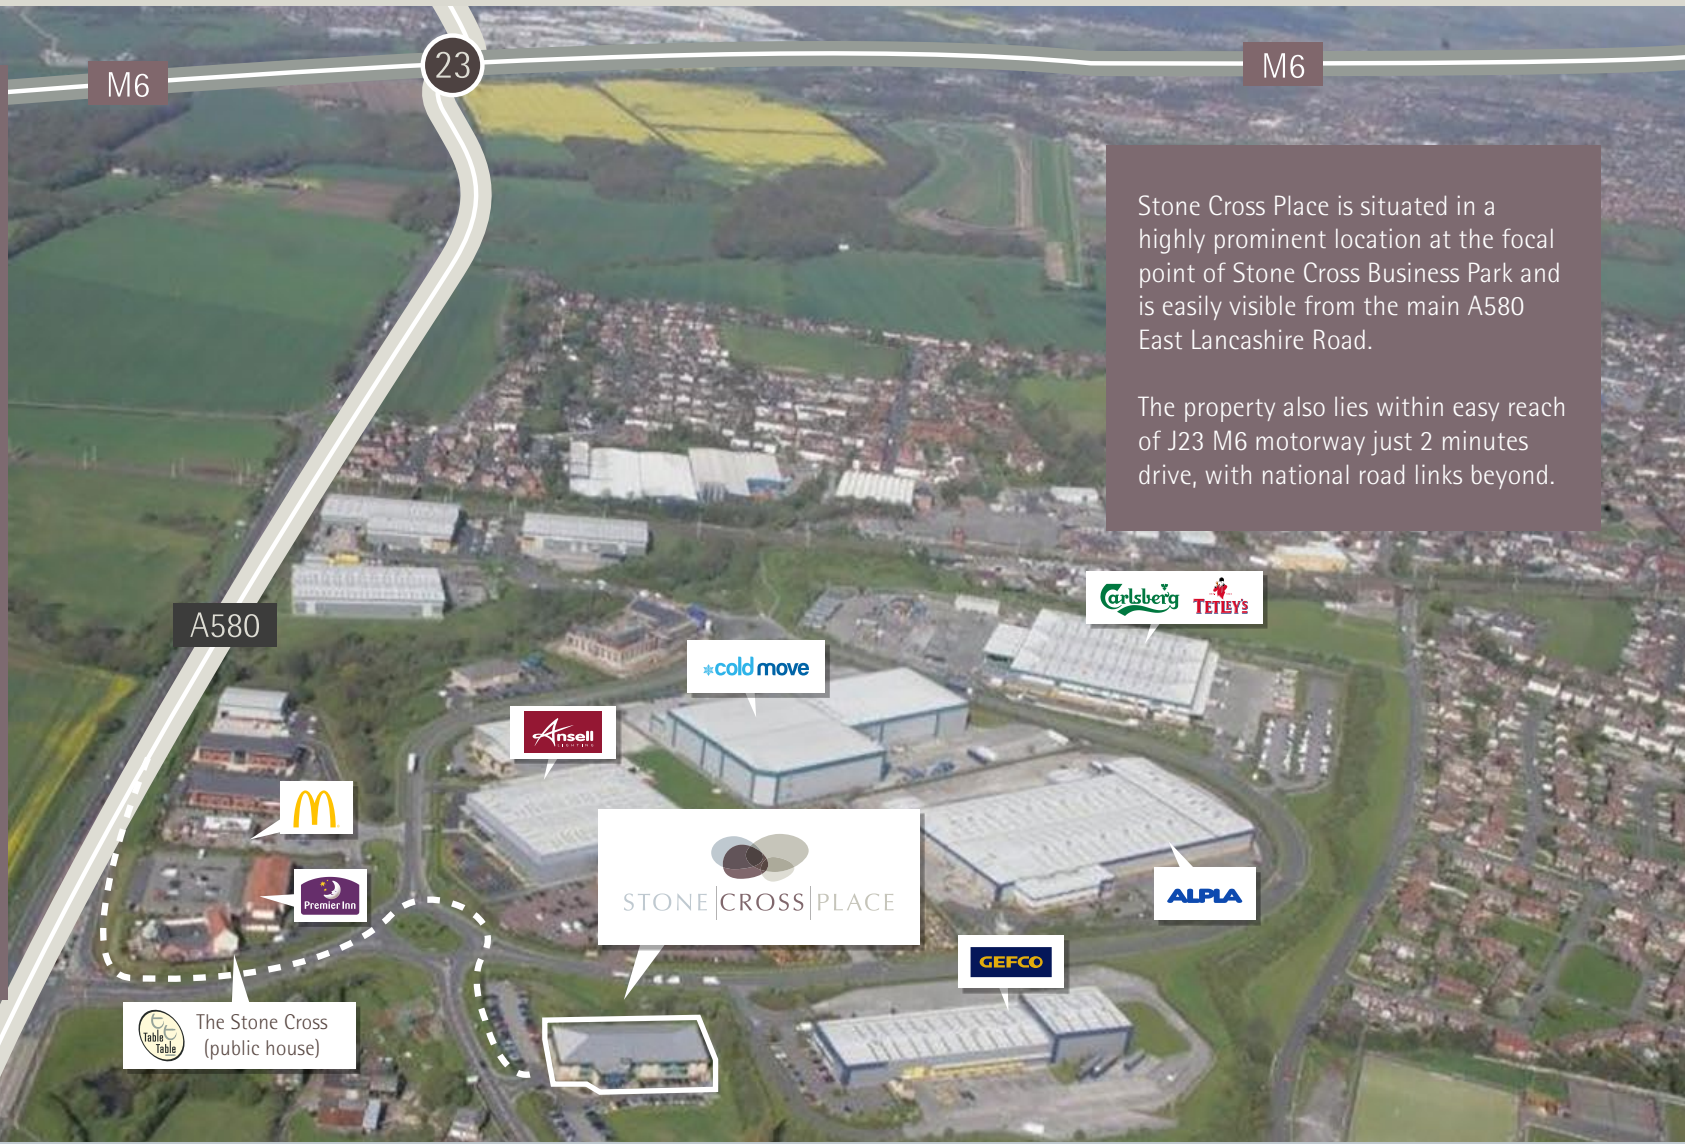 M6
23
M6
Stone Cross Place is situated in a
highly prominent location at the focal
point of Stone Cross Business Park and
is easily visible from the main A580
East Lancashire Road.
The property also lies within easy reach
of J23 M6 motorway just 2 minutes
drive, with national road links beyond.
Carlsberg TETLEY'S
A580
cold move
Ansell
LIGHTING
Premier Inn
STONE|CROSS|PLACE
ALPLA
GEFCO
Table
Table
The Stone Cross
(public house)